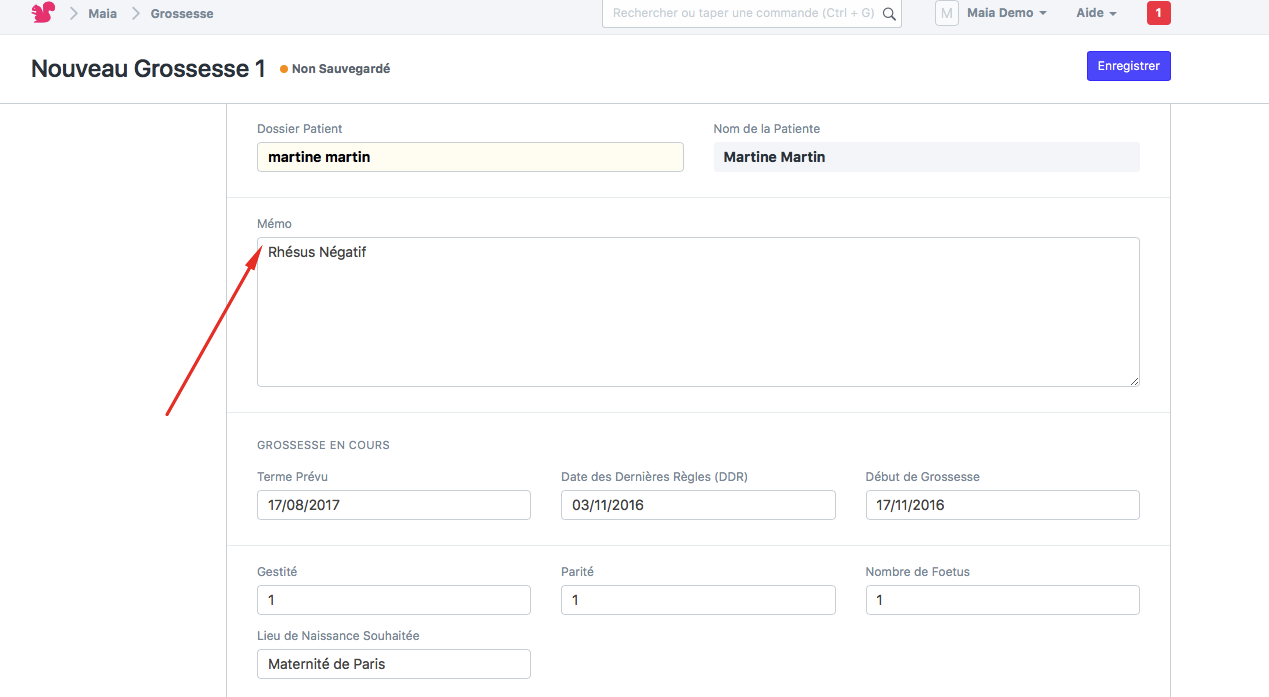 Maia Grossesse Rechercher ou taper une commande (Ctrl + G) M Maia Demo Aide 1
Nouveau Grossesse 1 Non Sauvegardé Enregistrer
Dossier Patient Nom de la Patiente
martine martin Martine Martin
Mémo
Rhésus Négatif
GROSSESSE EN COURS
Terme Prévu Date des Dernières Règles (DDR) Début de Grossesse
17/08/2017 03/11/2016 17/11/2016
Gestité Parité Nombre de Foetus
1 1 1
Lieu de Naissance Souhaitée
Maternité de Paris